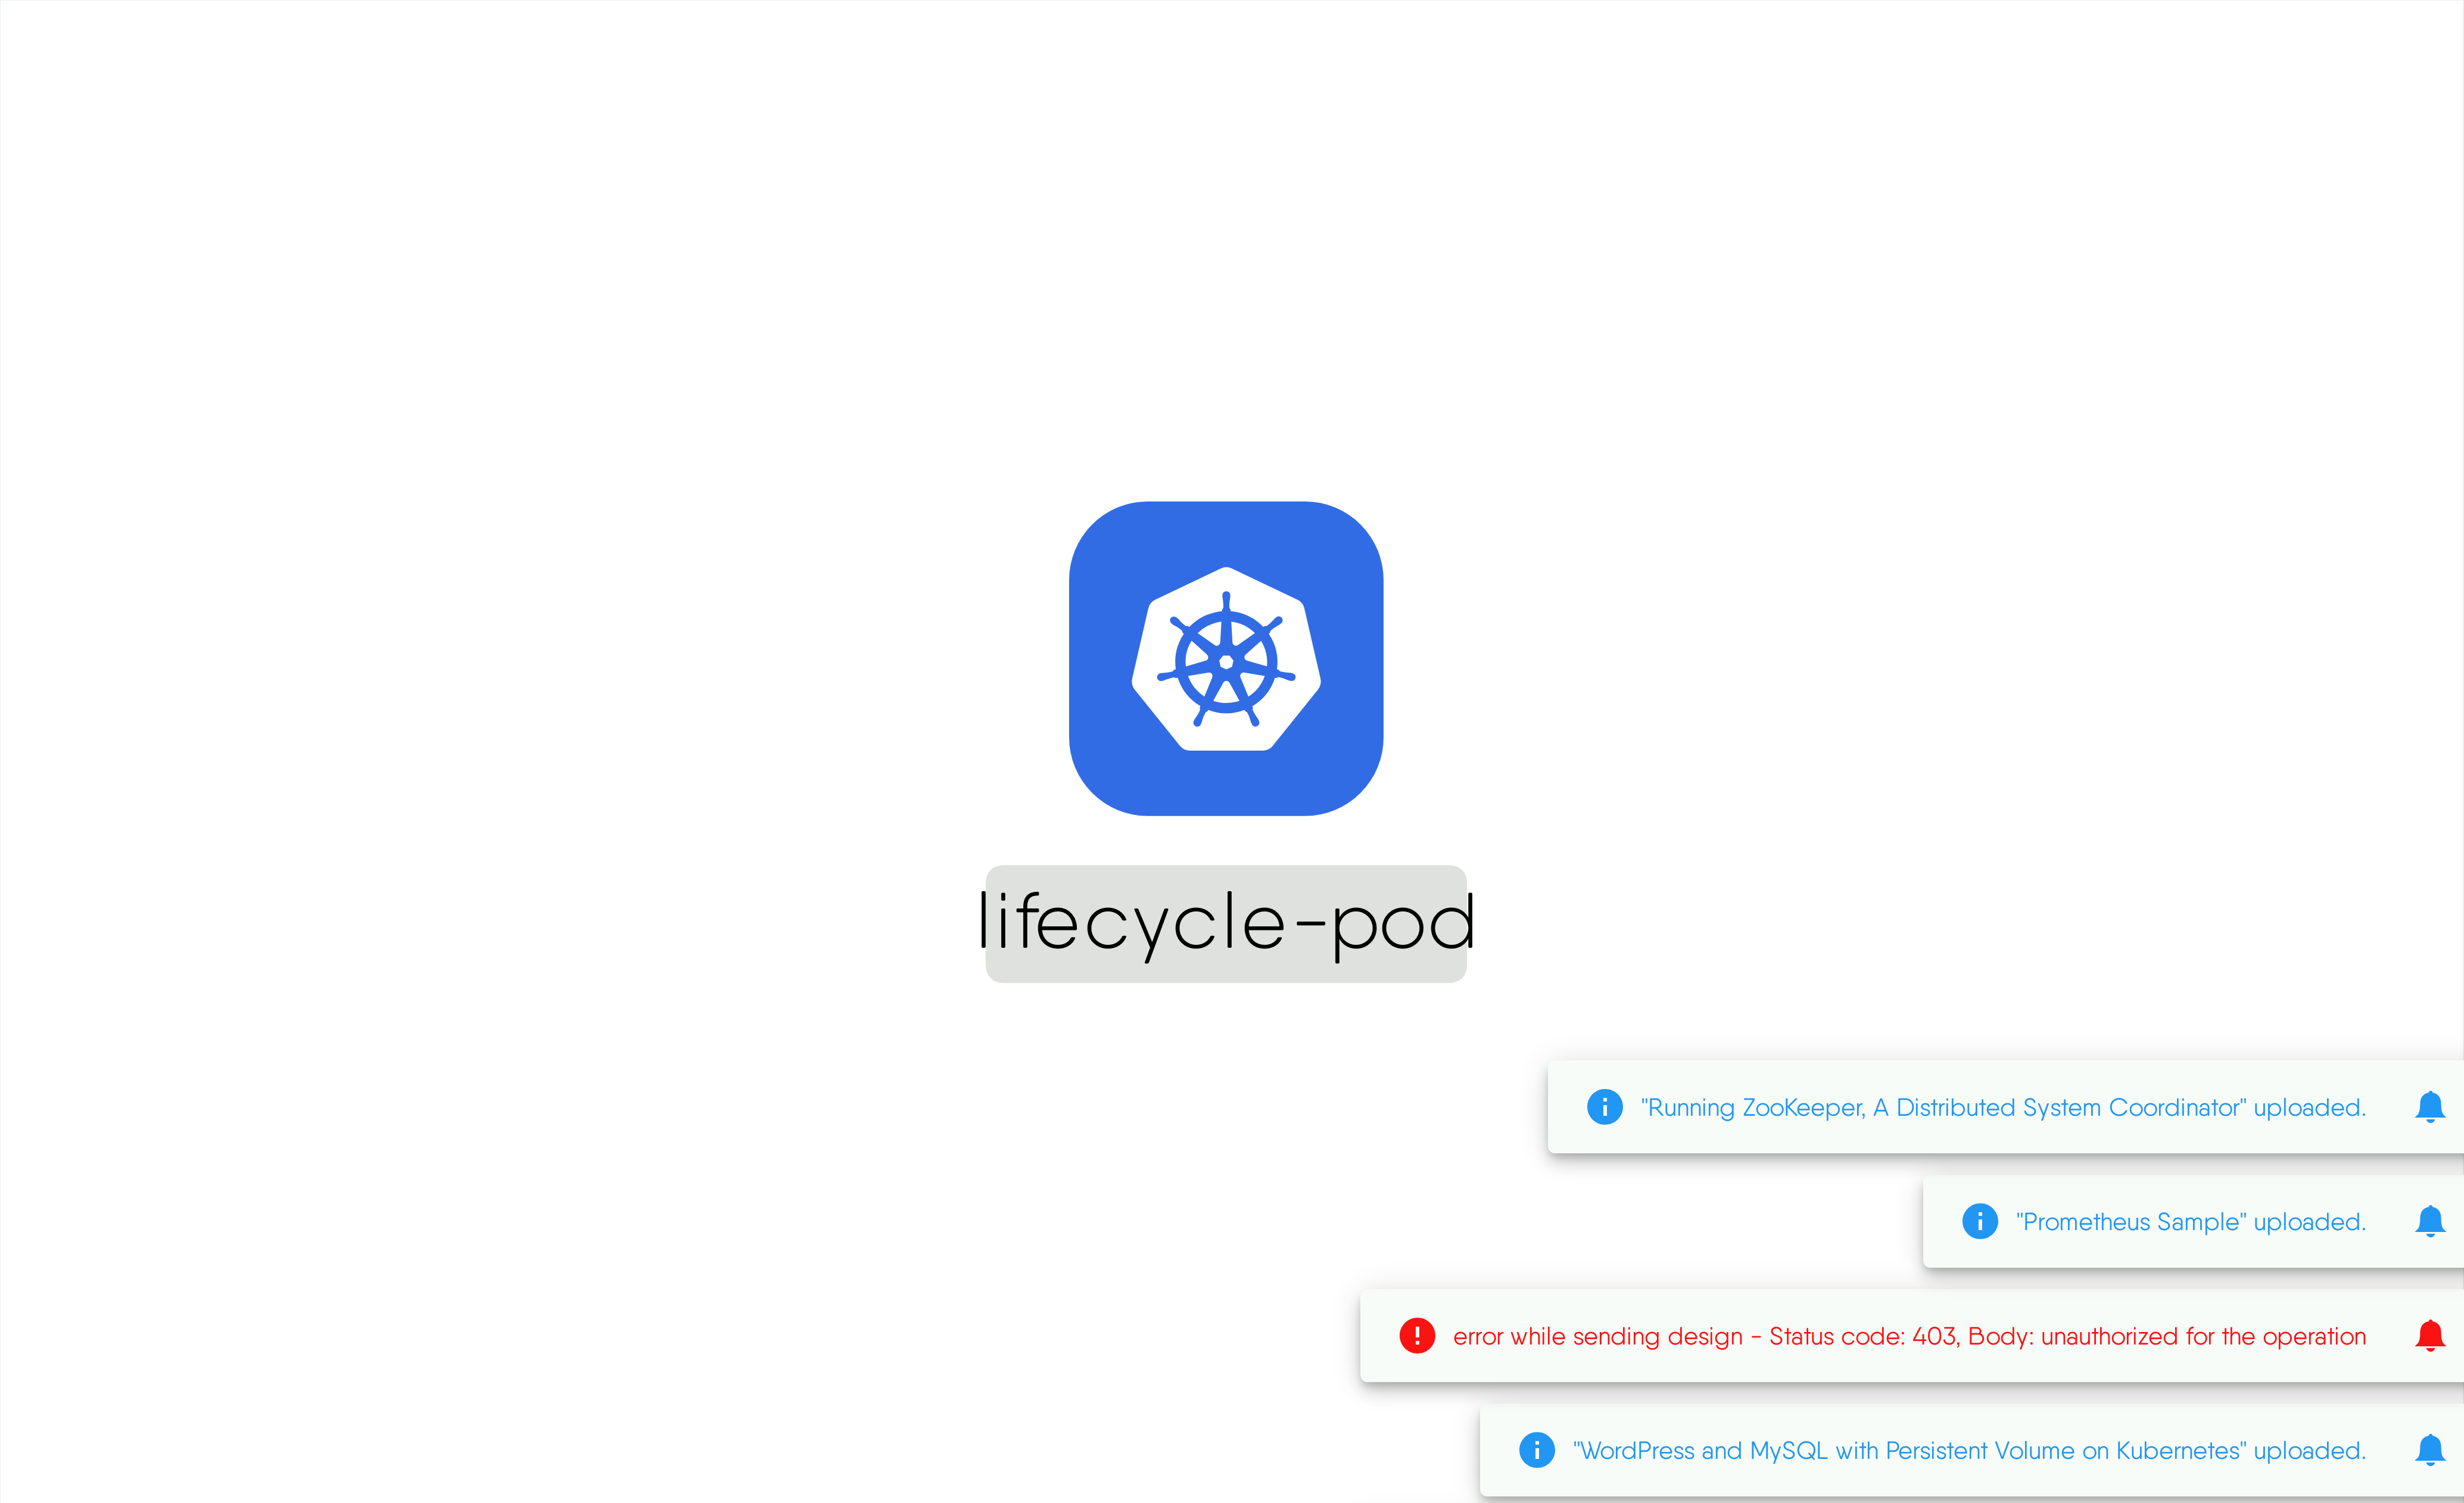 lifecycle-pod
"Running ZooKeeper, A Distributed System Coordinator" uploaded.
"Prometheus Sample" uploaded.
error while sending design - Status code: 403, Body: unauthorized for the operation
"WordPress and MySQL with Persistent Volume on Kubernetes" uploaded.